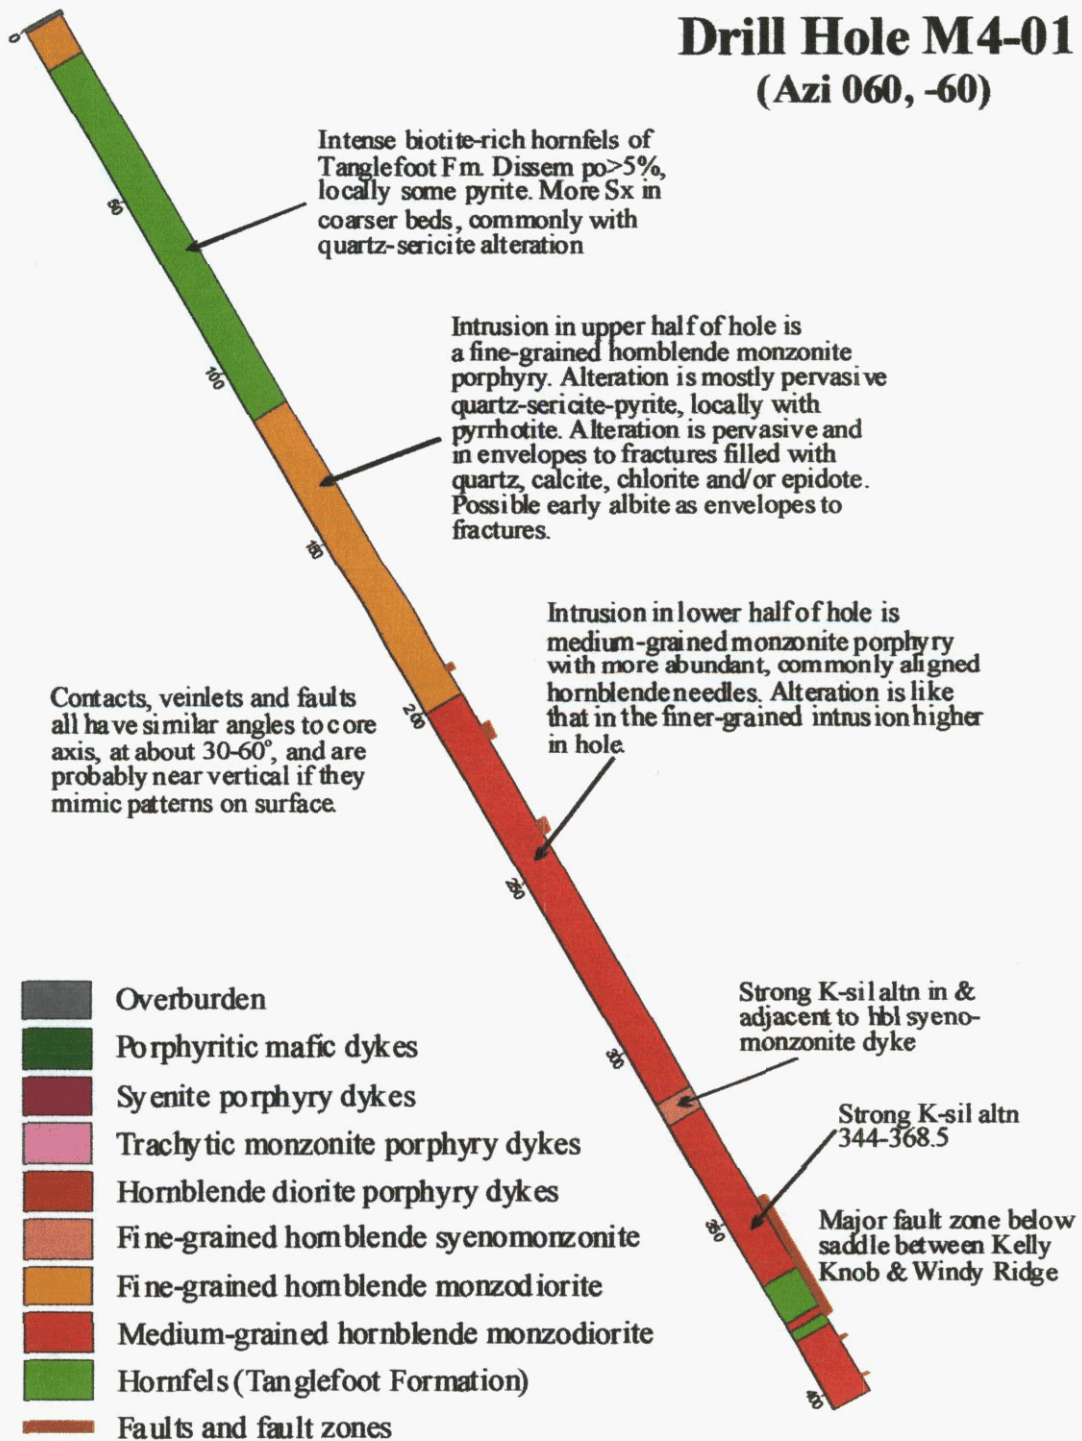 Drill Hole M4-01
(Azi 060, -60)
0
Intense biotite-rich hornfels of
Tanglefoot Fm. Dissem po>5%,
locally some pyrite. More Sx in
coarser beds, commonly with
quartz-sericite alteration
50
Intrusion in upper half of hole is
a fine-grained hornblende monzonite
porphyry. Alteration is mostly pervasive
quartz-sericite-pyrite, locally with
pyrrhotite. Alteration is pervasive and
in envelopes to fractures filled with
quartz, calcite, chlorite and/or epidote.
Possible early albite as envelopes to
fractures.
100
150
Intrusion in lower half of hole is
medium-grained monzonite porphyry
with more abundant, commonly aligned
hornblende needles. Alteration is like
that in the finer-grained intrusion higher
in hole.
Contacts, veinlets and faults
all have similar angles to core
axis, at about 30-60°, and are
probably near vertical if they
mimic patterns on surface.
200
250
300
Strong K-sil altn in &
adjacent to hbl syeno-
monzonite dyke
Strong K-sil altn
344-368.5
350
Major fault zone below
saddle between Kelly
Knob & Windy Ridge
400
Overburden
Porphyritic mafic dykes
Syenite porphyry dykes
Trachytic monzonite porphyry dykes
Hornblende diorite porphyry dykes
Fine-grained hornblende syenomonzonite
Fine-grained hornblende monzodiorite
Medium-grained hornblende monzodiorite
Hornfels (Tanglefoot Formation)
Faults and fault zones